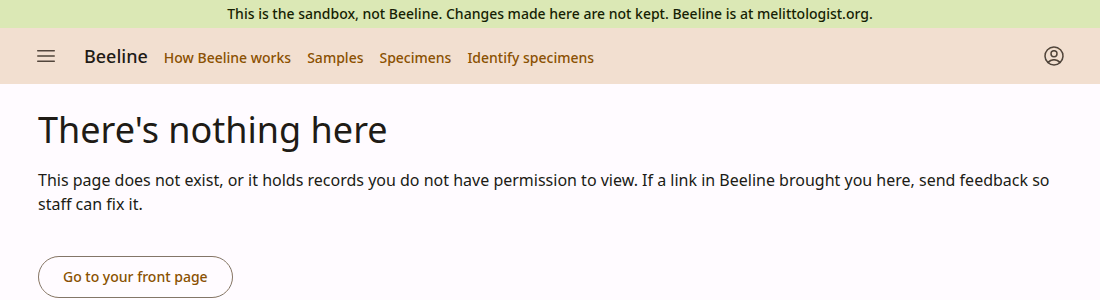 This is the sandbox, not Beeline. Changes made here are not kept. Beeline is at melittologist.org.
Beeline How Beeline works Samples Specimens Identify specimens
There's nothing here
This page does not exist, or it holds records you do not have permission to view. If a link in Beeline brought you here, send feedback so
staff can fix it.
Go to your front page